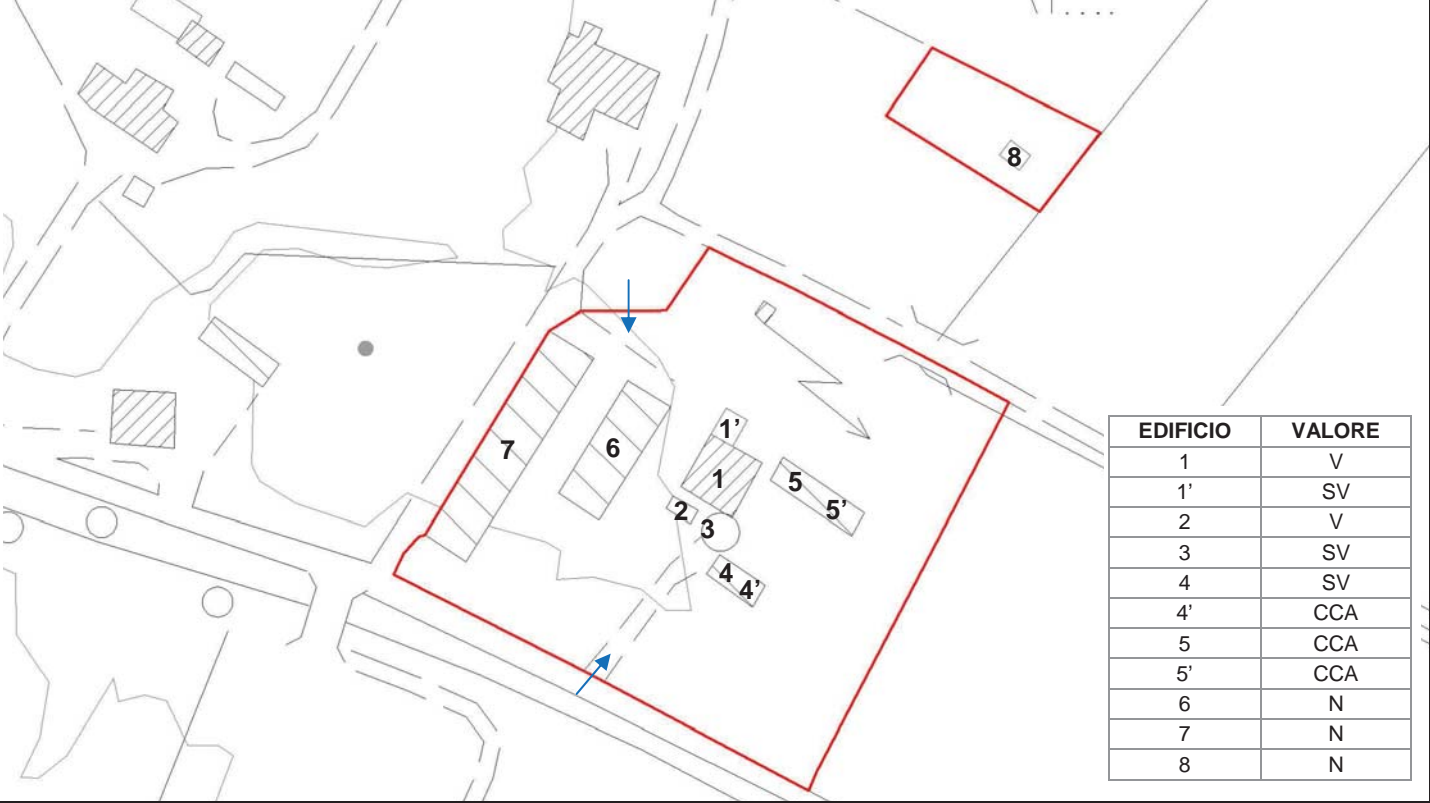 8
1’
7
6
1
5
5’
2
3
4
4’
EDIFICIO VALORE
1 V
1' SV
2 V
3 SV
4 SV
4' CCA
5 CCA
5' CCA
6 N
7 N
8 N